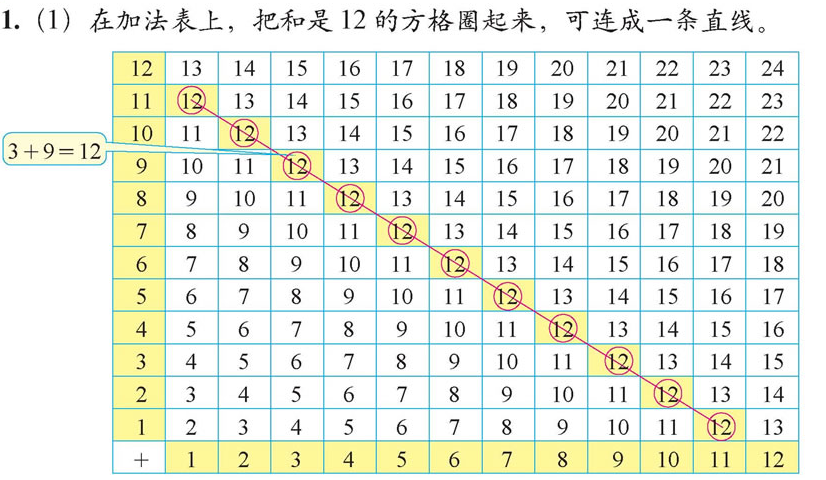 1. (1) 在加法表上，把和是 12 的方格圈起来，可连成一条直线。
12 13 14 15 16 17 18 19 20 21 22 23 24
11 12 13 14 15 16 17 18 19 20 21 22 23
10 11 12 13 14 15 16 17 18 19 20 21 22
3+9=12
9 10 11 12 13 14 15 16 17 18 19 20 21
8 9 10 11 12 13 14 15 16 17 18 19 20
7 8 9 10 11 12 13 14 15 16 17 18 19
6 7 8 9 10 11 12 13 14 15 16 17 18
5 6 7 8 9 10 11 12 13 14 15 16 17
4 5 6 7 8 9 10 11 12 13 14 15 16
3 4 5 6 7 8 9 10 11 12 13 14 15
2 3 4 5 6 7 8 9 10 11 12 13 14
1 2 3 4 5 6 7 8 9 10 11 12 13
+ 1 2 3 4 5 6 7 8 9 10 11 12